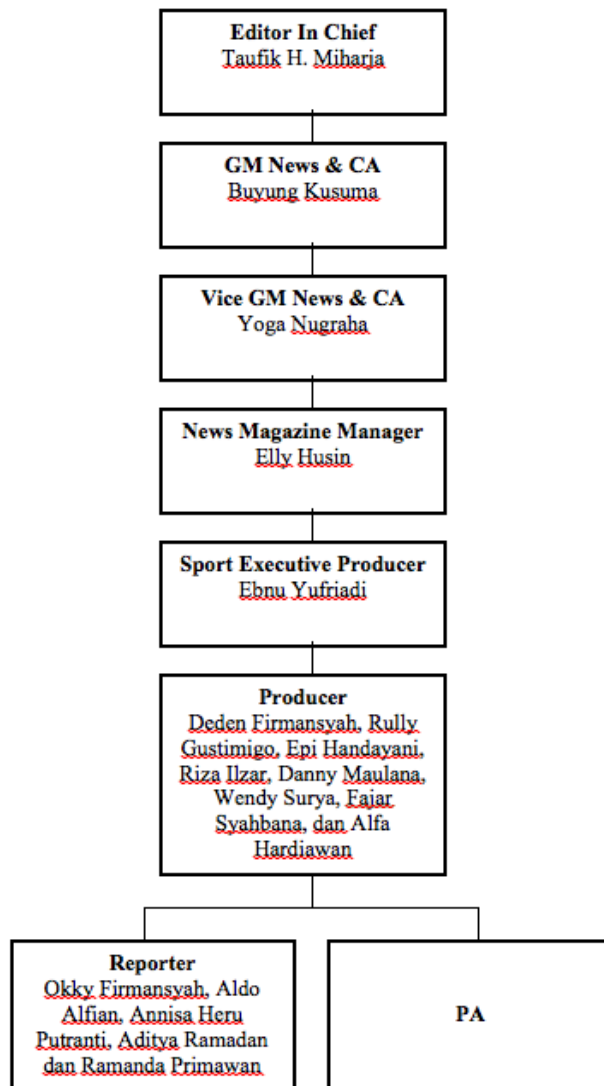 Editor In Chief
Taufik H. Miharja
GM News & CA
Buyung Kusuma
Vice GM News & CA
Yoga Nugraha
News Magazine Manager
Elly Husin
Sport Executive Producer
Ebnu Yufriadi
Producer
Deden Firmansyah, Rully
Gustimigo, Epi Handayani,
Riza Ilzar, Danny Maulana,
Wendy Surya, Fajar
Syahbana, dan Alfa
Hardiawan
Reporter
Okky Firmansyah, Aldo
Alfian, Annisa Heru
Putranti, Aditya Ramadan
dan Ramanda Primawan
PA